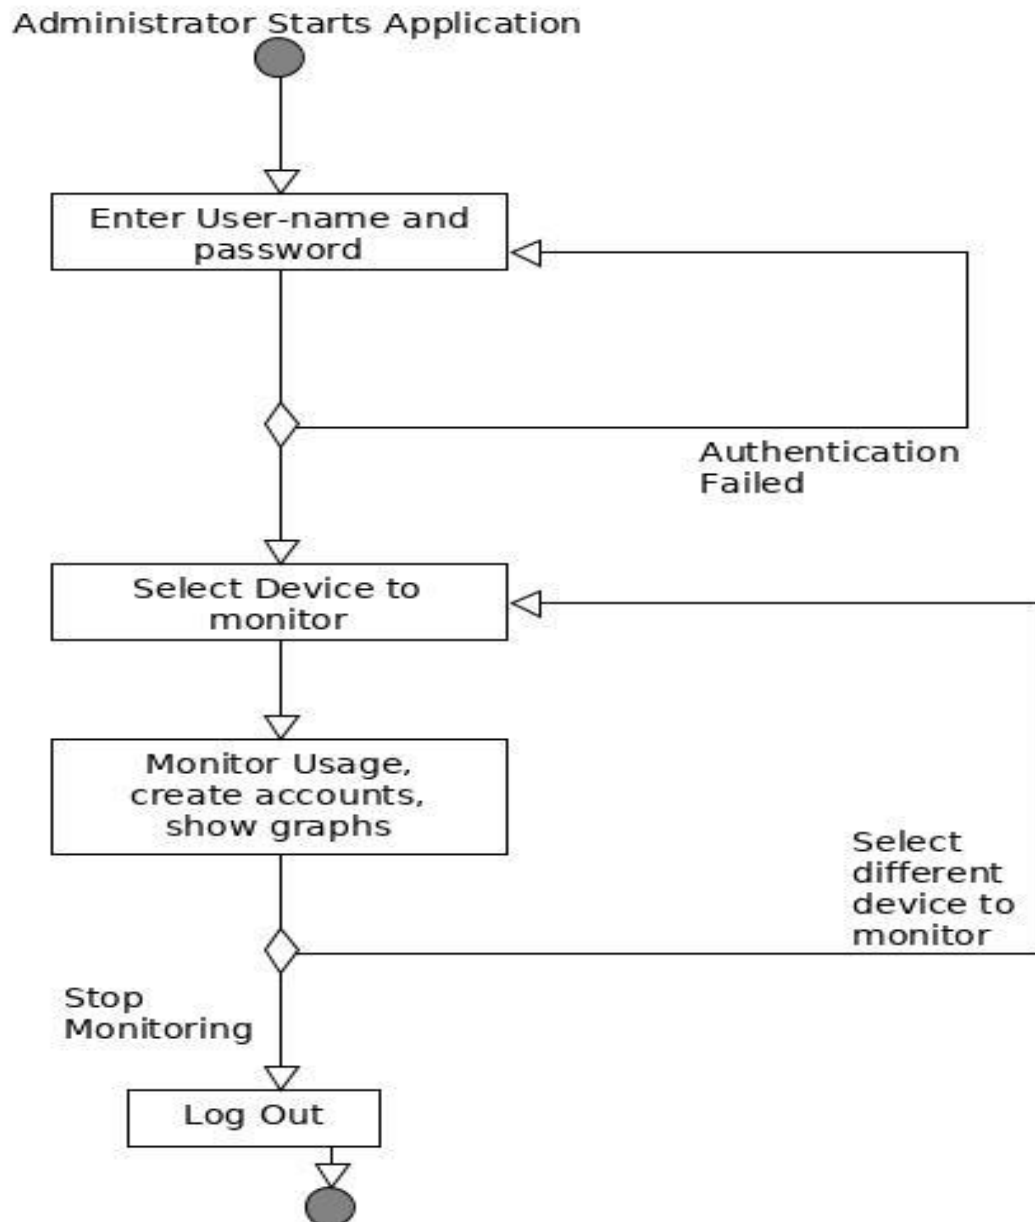 Administrator Starts Application
Enter User-name and
password
Authentication
Failed
Select Device to
monitor
Monitor Usage,
create accounts,
show graphs
Select
different
device to
monitor
Stop
Monitoring
Log Out